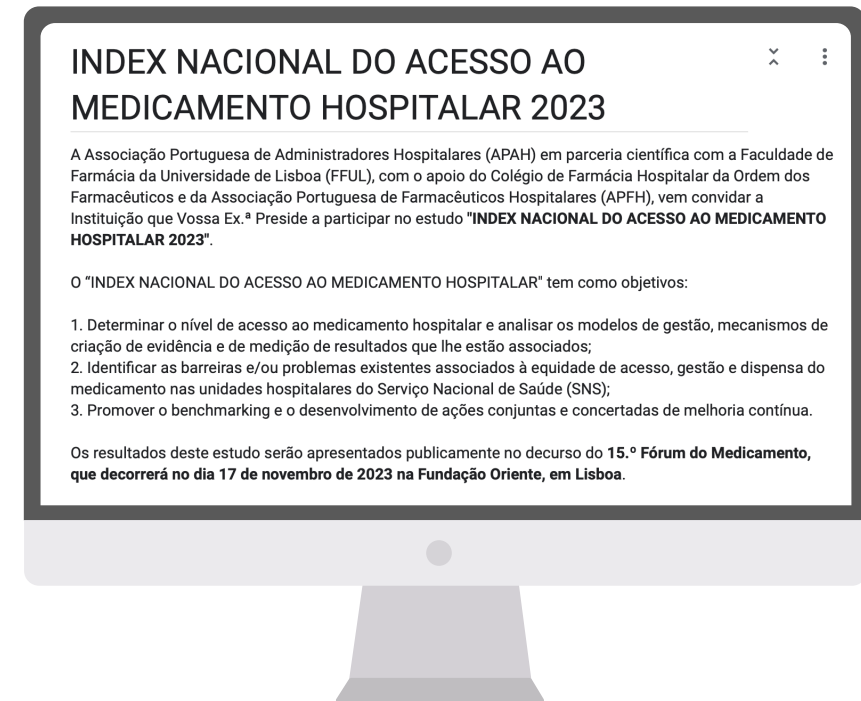 INDEX NACIONAL DO ACESSO AO
MEDICAMENTO HOSPITALAR 2023
A Associação Portuguesa de Administradores Hospitalares (APAH) em parceria científica com a Faculdade de
Farmácia da Universidade de Lisboa (FFUL), com o apoio do Colégio de Farmácia Hospitalar da Ordem dos
Farmacêuticos e da Associação Portuguesa de Farmacêuticos Hospitalares (APFH), vem convidar a
Instituição que Vossa Ex.ª Preside a participar no estudo "INDEX NACIONAL DO ACESSO AO MEDICAMENTO
HOSPITALAR 2023".
O “INDEX NACIONAL DO ACESSO AO MEDICAMENTO HOSPITALAR" tem como objetivos:
1. Determinar o nível de acesso ao medicamento hospitalar e analisar os modelos de gestão, mecanismos de
criação de evidência e de medição de resultados que lhe estão associados;
2. Identificar as barreiras e/ou problemas existentes associados à equidade de acesso, gestão e dispensa do
medicamento nas unidades hospitalares do Serviço Nacional de Saúde (SNS);
3. Promover o benchmarking e o desenvolvimento de ações conjuntas e concertadas de melhoria contínua.
Os resultados deste estudo serão apresentados publicamente no decurso do 15.º Fórum do Medicamento,
que decorrerá no dia 17 de novembro de 2023 na Fundação Oriente, em Lisboa.